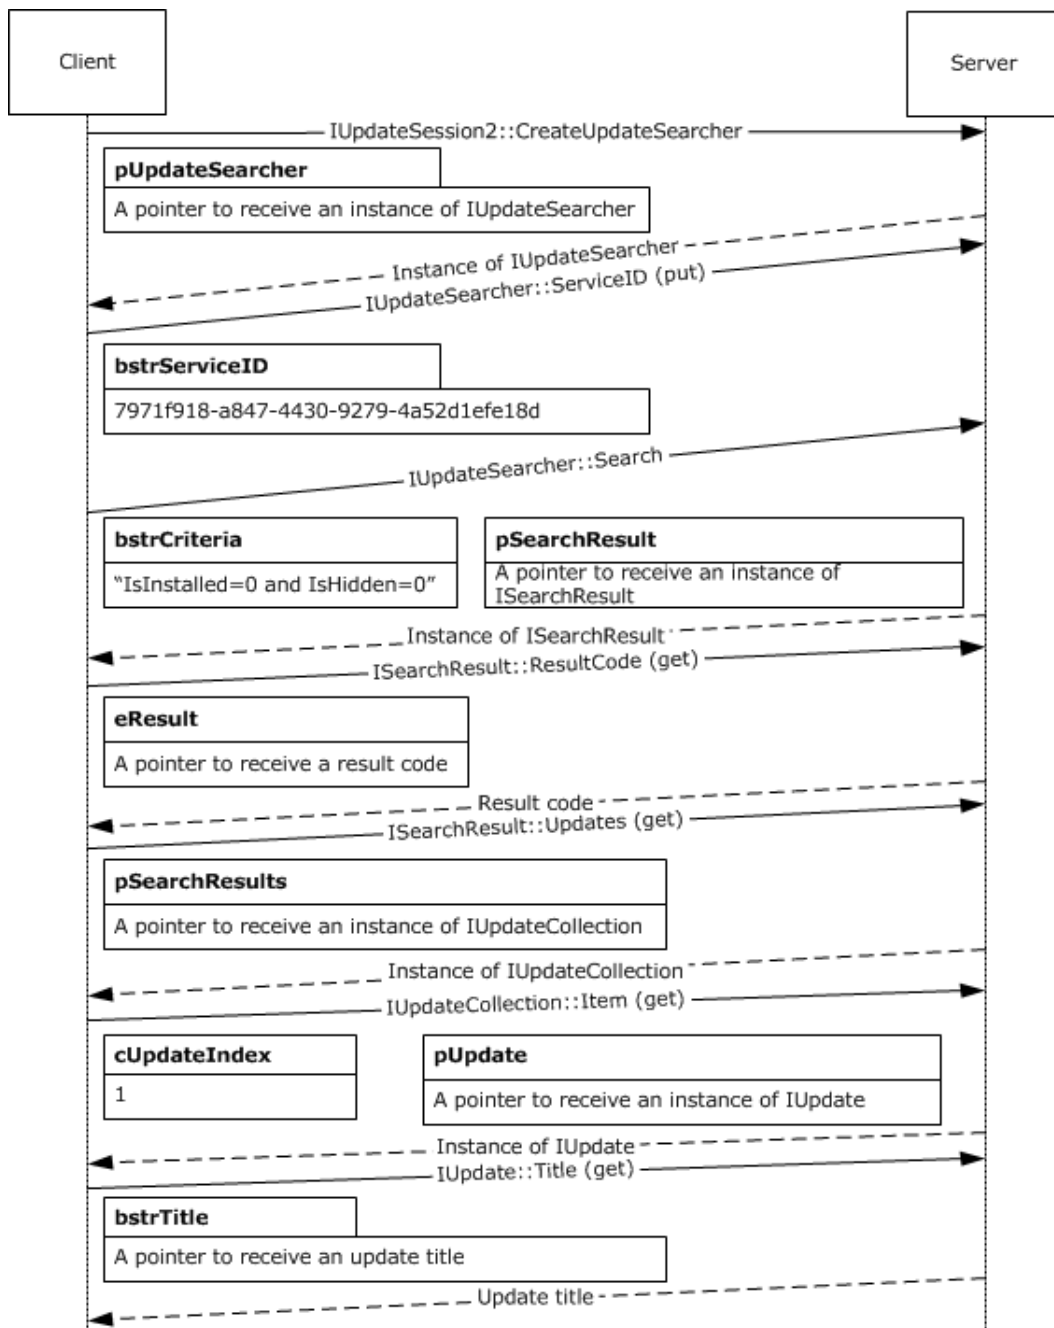 Client
Server
IUpdateSession2::CreateUpdateSearcher
pUpdateSearcher
A pointer to receive an instance of IUpdateSearcher
Instance of IUpdateSearcher
IUpdateSearcher::ServiceID (put)
bstrServiceID
7971f918-a847-4430-9279-4a52d1efe18d
IUpdateSearcher::Search
bstrCriteria
“IsInstalled=0 and IsHidden=0”
pSearchResult
A pointer to receive an instance of
ISearchResult
Instance of ISearchResult
ISearchResult::ResultCode (get)
eResult
A pointer to receive a result code
Result code
ISearchResult::Updates (get)
pSearchResults
A pointer to receive an instance of IUpdateCollection
Instance of IUpdateCollection
IUpdateCollection::Item (get)
cUpdateIndex
1
pUpdate
A pointer to receive an instance of IUpdate
Instance of IUpdate
IUpdate::Title (get)
bstrTitle
A pointer to receive an update title
Update title